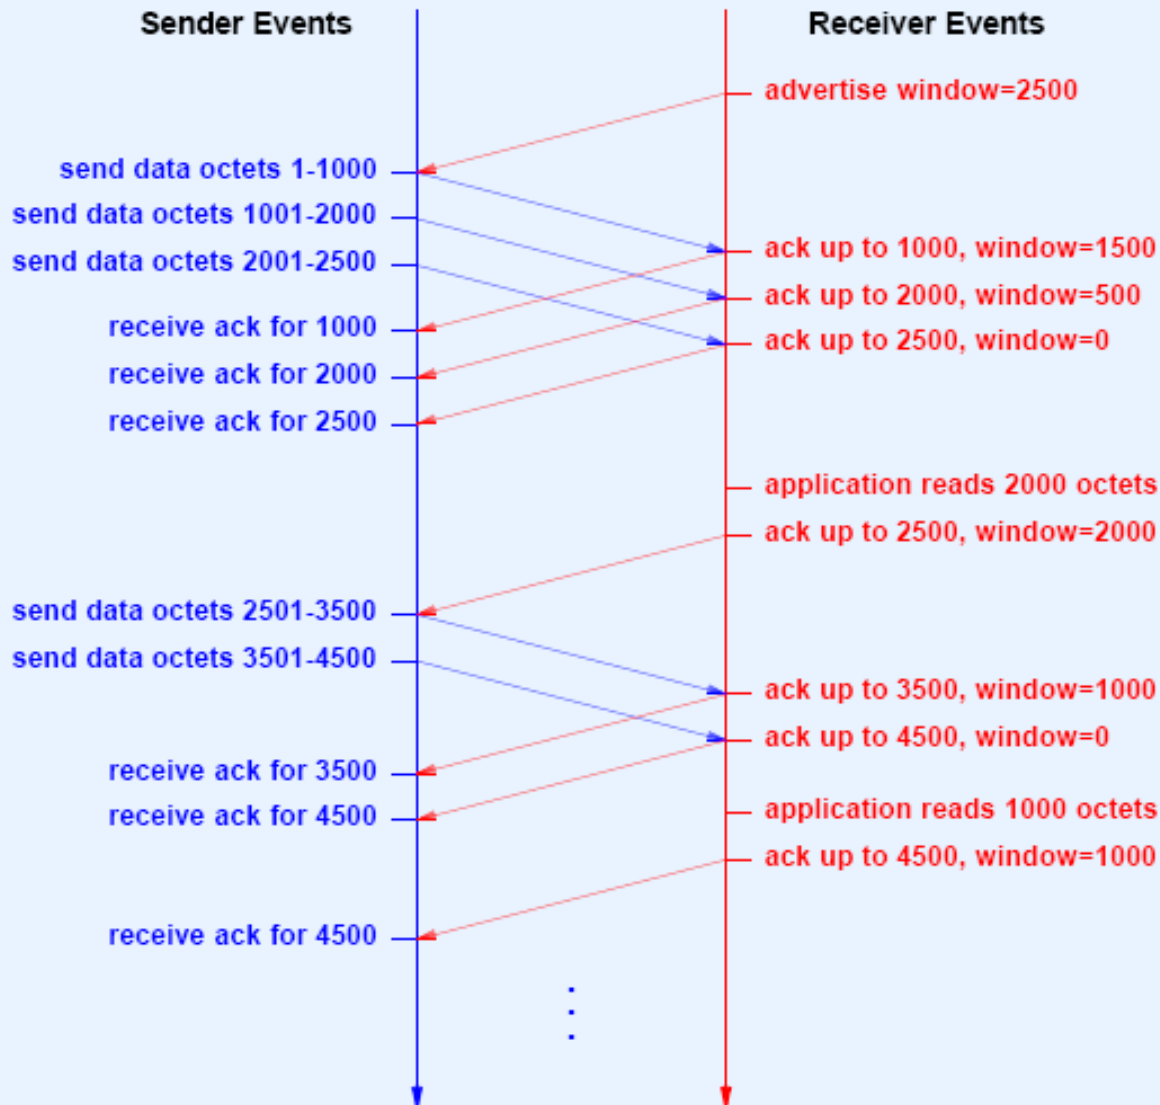 Sender Events
Receiver Events
advertise window=2500
send data octets 1-1000
send data octets 1001-2000
send data octets 2001-2500
ack up to 1000, window=1500
ack up to 2000, window=500
receive ack for 1000
ack up to 2500, window=0
receive ack for 2000
receive ack for 2500
application reads 2000 octets
ack up to 2500, window=2000
send data octets 2501-3500
send data octets 3501-4500
ack up to 3500, window=1000
ack up to 4500, window=0
receive ack for 3500
receive ack for 4500
application reads 1000 octets
ack up to 4500, window=1000
receive ack for 4500